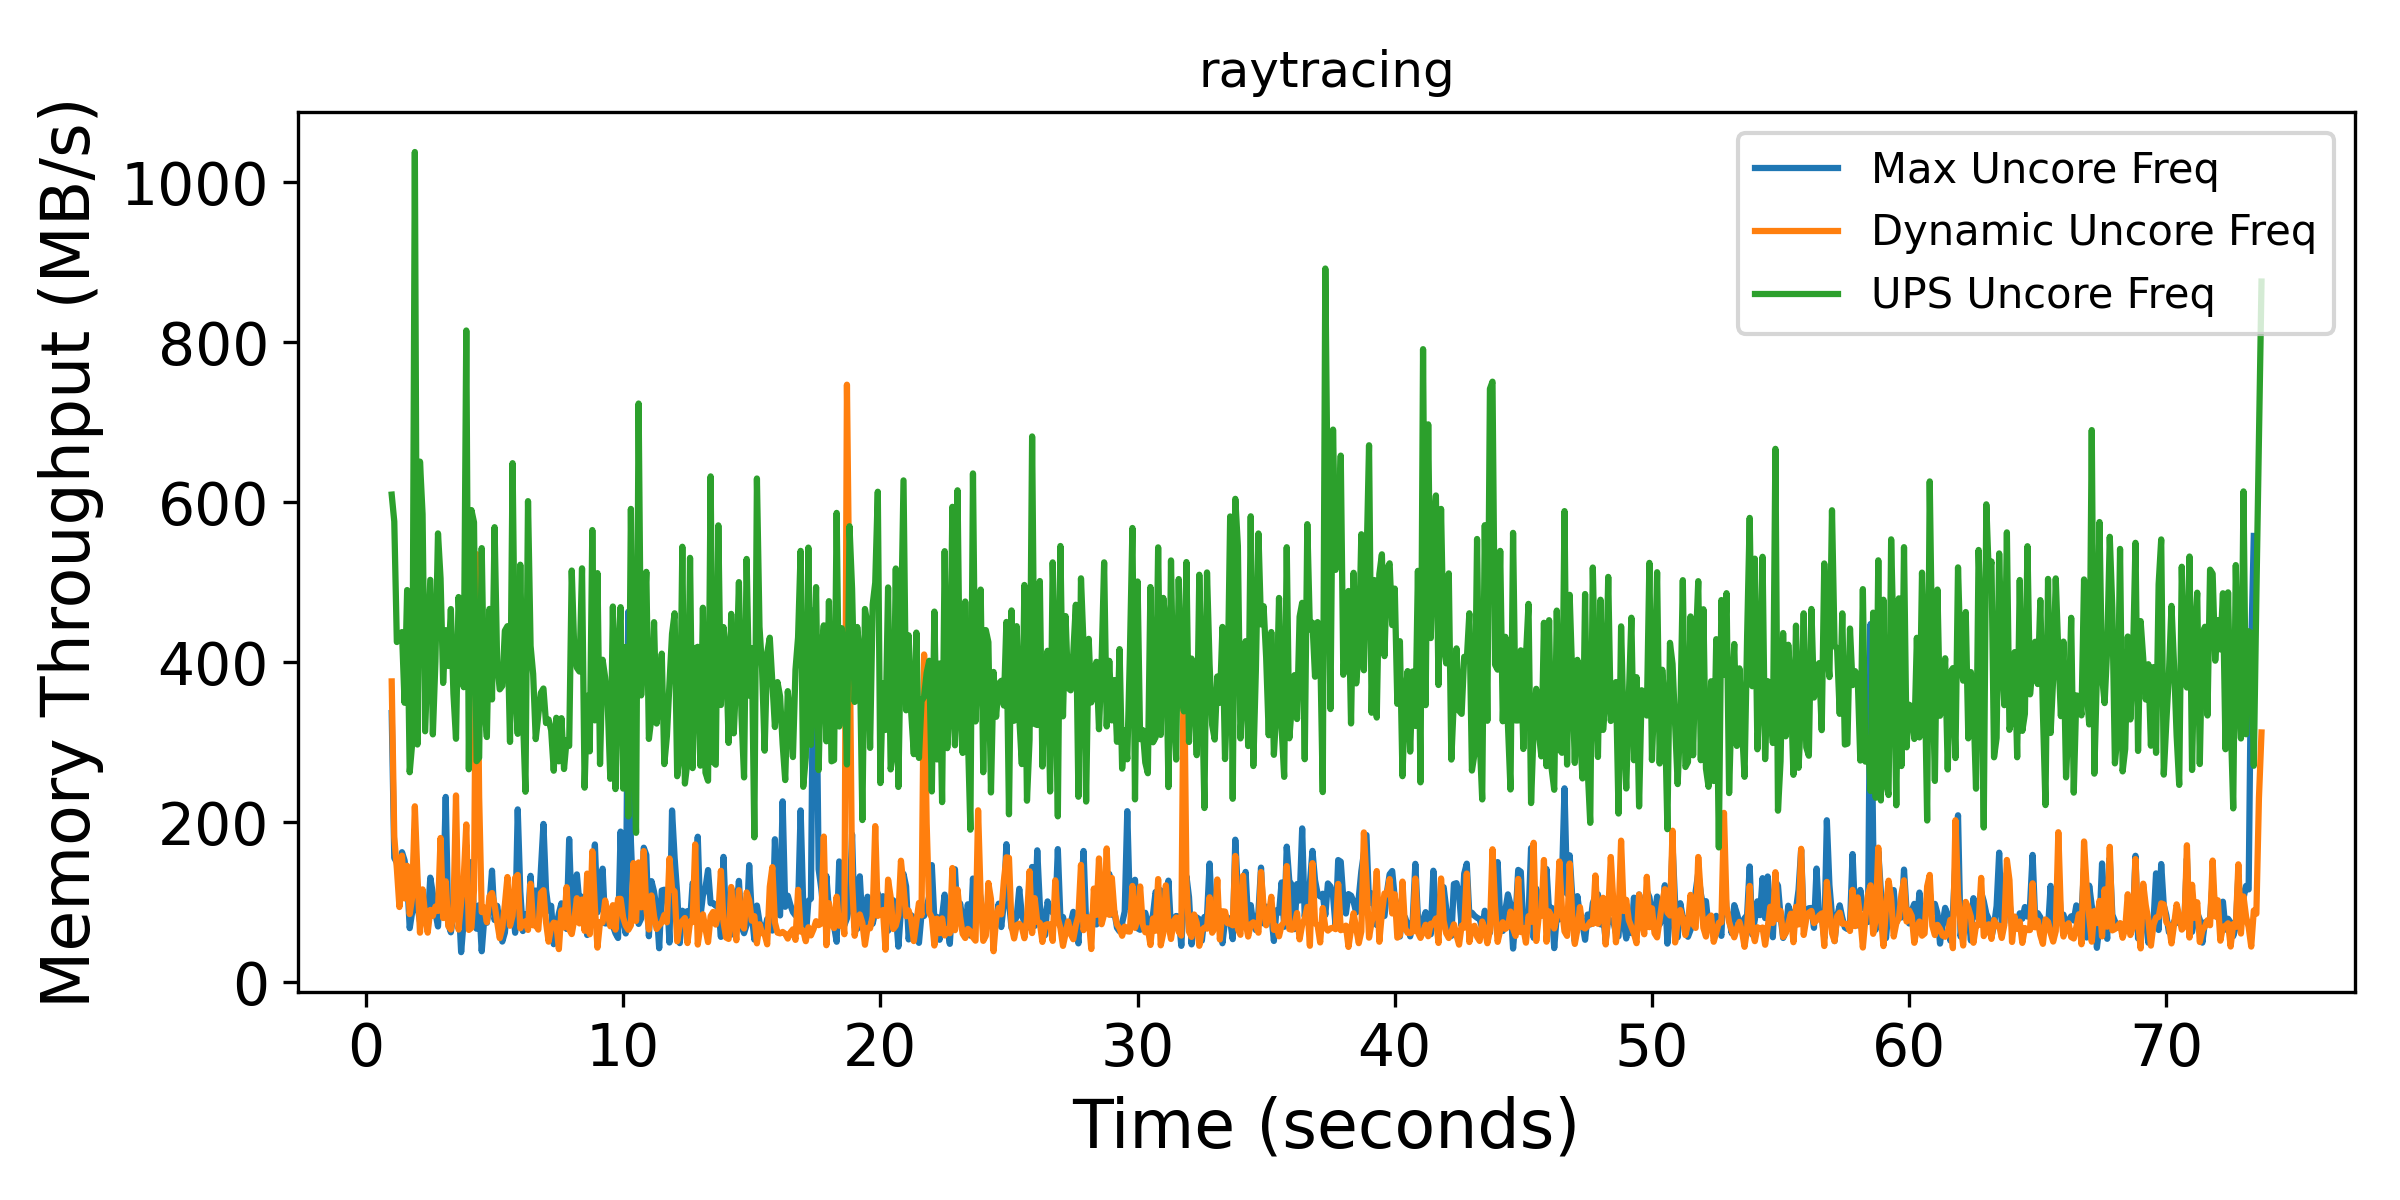 raytracing
Memory Throughput (MB/s)
1000
800
600
400
200
0
Max Uncore Freq
Dynamic Uncore Freq
UPS Uncore Freq
0 10 20 30 40 50 60 70
Time (seconds)